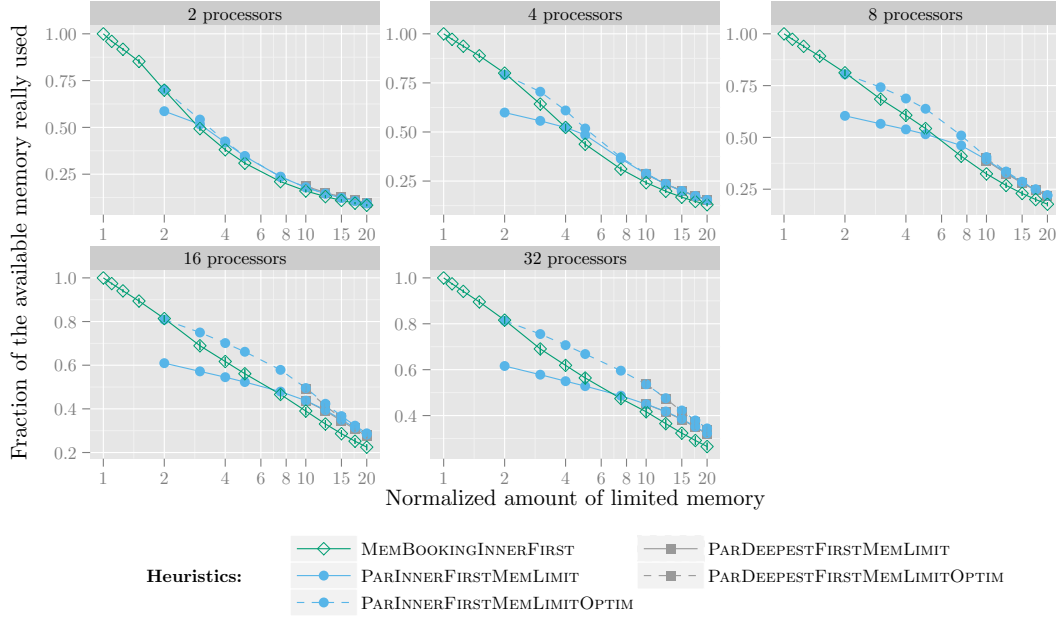 Fraction of the available memory really used
2 processors
1.00
0.75
0.50
0.25
1 2 4 6 8 10 15 20
4 processors
1.00
0.75
0.50
0.25
1 2 4 6 8 10 15 20
8 processors
1.00
0.75
0.50
0.25
1 2 4 6 8 10 15 20
16 processors
1.0
0.8
0.6
0.4
0.2
1 2 4 6 8 10 15 20
32 processors
1.0
0.8
0.6
0.4
1 2 4 6 8 10 15 20
Normalized amount of limited memory
Heuristics:
MEMBOOKINGINNERFIRST
PARINNERFIRSTMEMLIMIT
PARINNERFIRSTMEMLIMITOPTIM
PARDEEPESTFIRSTMEMLIMIT
PARDEEPESTFIRSTMEMLIMITOPTIM